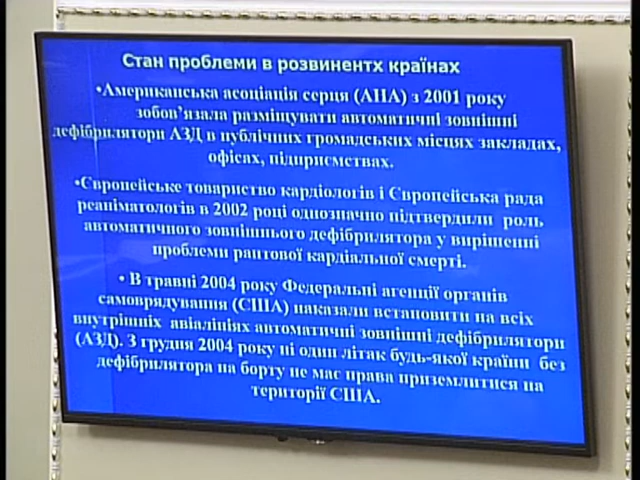 Стан проблеми в розвинентх країнах
•Американська асоціація серця (АНА) з 2001 року
зобов’язала разміщувати автоматичні зовнішні
дефібрилятори АЗД в публічних громадських місцях закладах,
офісах, підприсмствах.
•Європейське товариство кардіологів і Європейська рада
реаніматологів в 2002 році однозначно підтвердили роль
автоматичного зовнішнього дефібрилятора у вирішенні
проблеми раптової кардіальної смерті.
• В травні 2004 року Федеральні агенції органів
самоврядування (США) наказали встановити на всіх
внутрішніх авіалініях автоматичні зовнішні дефібрилятори
(АЗД). З грудня 2004 року ні один літак будь-якої країни без
дефібрилятора на борту не має права приземлитися на
території США.